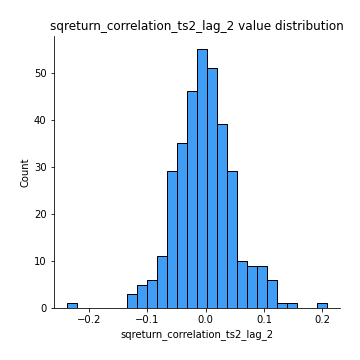 sqreturn_correlation_ts2_lag_2 value distribution
Count
50
40
30
20
10
0
−0.2 −0.1 0.0 0.1 0.2
sqreturn_correlation_ts2_lag_2